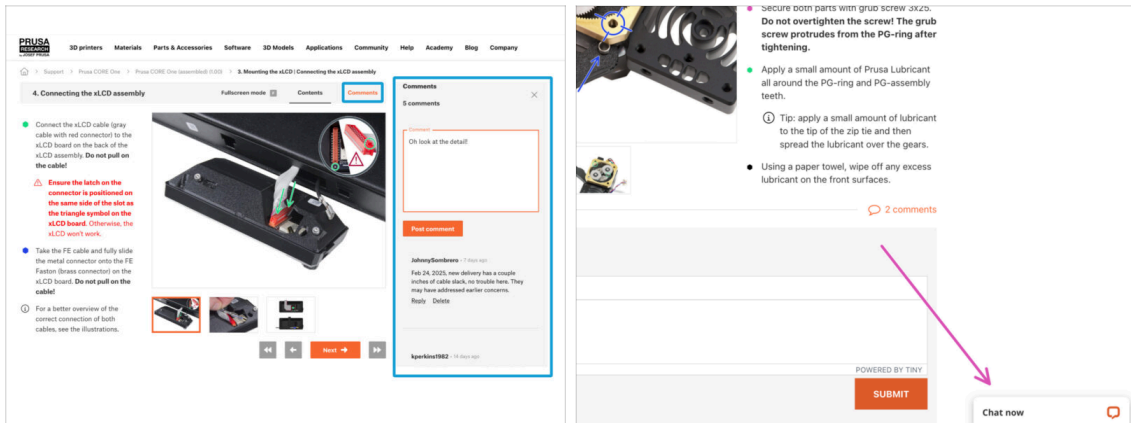 PRUSA
RESEARCH
by JOSEF PRUSA
3D printers Materials Parts & Accessories Software 3D Models Applications Community Help Academy Blog Company
> Support > Prusa CORE One > Prusa CORE One (assembled) (1.00) > 3. Mounting the xLCD | Connecting the xLCD assembly
4. Connecting the xLCD assembly
Fullscreen mode
Contents
Comments
Connect the xLCD cable (gray
cable with red connector) to the
xLCD board on the back of the
xLCD assembly. Do not pull on
the cable!
Ensure the latch on the
connector is positioned on
the same side of the slot as
the triangle symbol on the
xLCD board. Otherwise, the
xLCD won't work.
Take the FE cable and fully slide
the metal connector onto the FE
Faston (brass connector) on the
xLCD board. Do not pull the
cable!
For a better overview of the
correct connection of both
cables, see the illustrations.
Next
Comments
5 comments
Comment
Oh look at the detail!
Post comment
JohnnySombrero - 7 days ago
Feb 24, 2025, new delivery has a couple
inches of cable slack, no trouble here. They
may have addressed earlier concerns.
Reply Delete
kperkins1982 - 14 days ago
Secure both parts with grub screw 3x25.
Do not overtighten the screw! The grub
screw protrudes from the PG-ring after
tightening.
Apply a small amount of Prusa Lubricant
all around the PG-ring and PG-assembly
teeth.
Tip: apply a small amount of lubricant
to the tip of the zip tie and then
spread the lubricant over the gears.
Using a paper towel, wipe off any excess
lubricant on the front surfaces.
2 comments
POWERED BY TINY
SUBMIT
Chat now